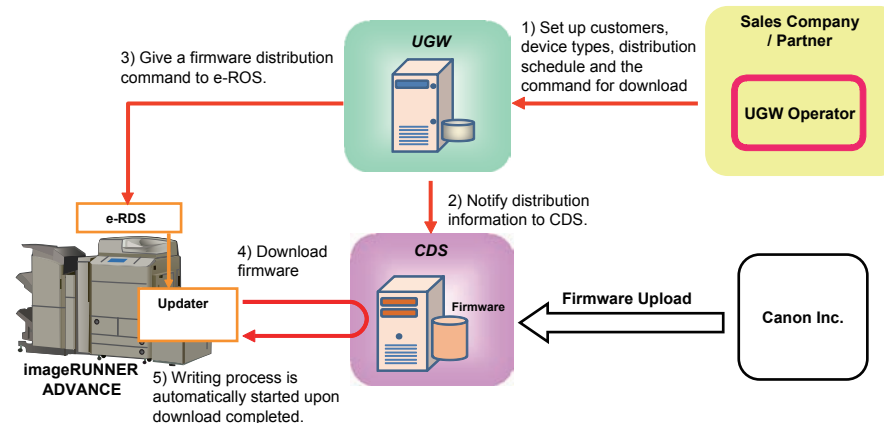 1) Set up customers,
device types, distribution
schedule and the
command for download
Sales Company
/ Partner
UGW Operator
UGW
3) Give a firmware distribution
command to e-ROS.
2) Notify distribution
information to CDS.
e-RDS
4) Download
firmware
CDS
Updater
Firmware
Firmware Upload
Canon Inc.
imageRUNNER
ADVANCE
5) Writing process is
automatically started upon
download completed.